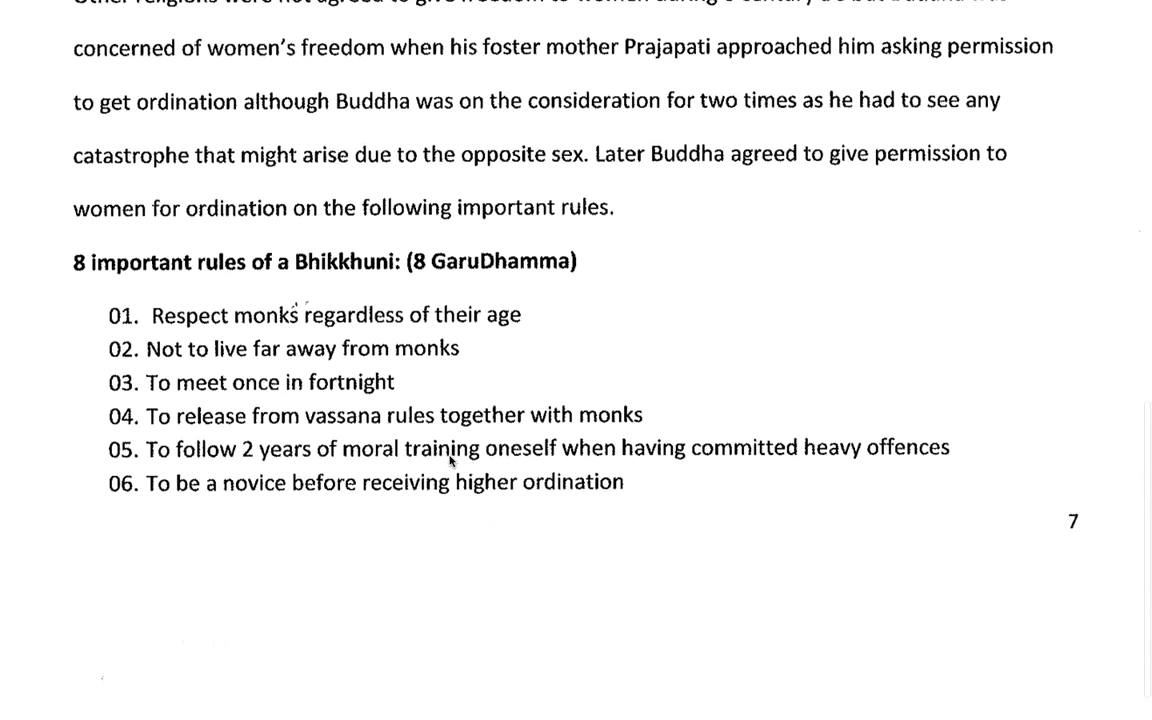 concerned of women's freedom when his foster mother Prajapati approached him asking permission
to get ordination although Buddha was on the consideration for two times as he had to see any
catastrophe that might arise due to the opposite sex. Later Buddha agreed to give permission to
women for ordination on the following important rules.
8 important rules of a Bhikkhuni: (8 GaruDhamma)
01. Respect monks regardless of their age
02. Not to live far away from monks
03. To meet once in fortnight
04. To release from vassana rules together with monks
05. To follow 2 years of moral training oneself when having committed heavy offences
06. To be a novice before receiving higher ordination
7